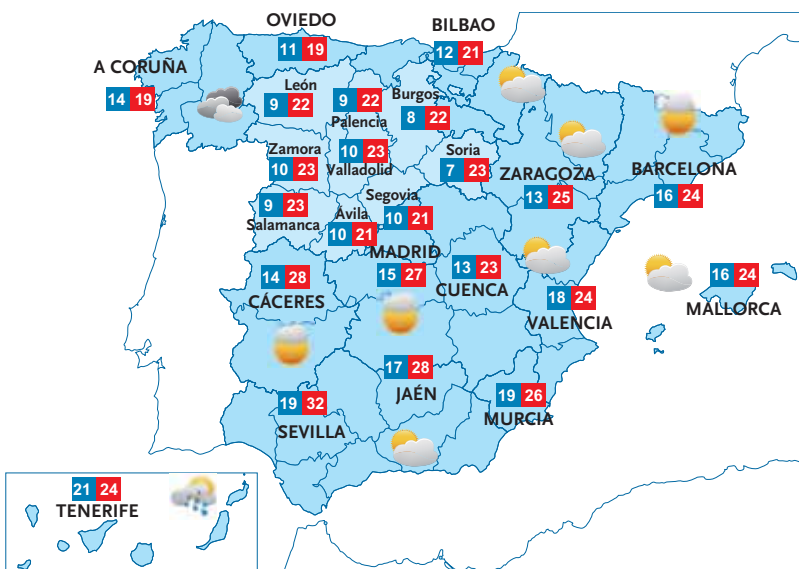 OVIEDO
11 19
BILBAO
12 21
A CORUÑA
14 19
León
9 22
9 22
Palencia
Burgos
8 22
Zamora
10 23
10 23
Valladolid
Soria
7 23
ZARAGOZA
13 25
BARCELONA
16 24
9 23
Salamanca
Ávila
10 21
Segovia
10 21
MADRID
15 27
13 23
CUENCA
14 28
CÁCERES
18 24
VALENCIA
16 24
MALLORCA
17 28
JAÉN
19 26
MURCIA
19 32
SEVILLA
21 24
TENERIFE